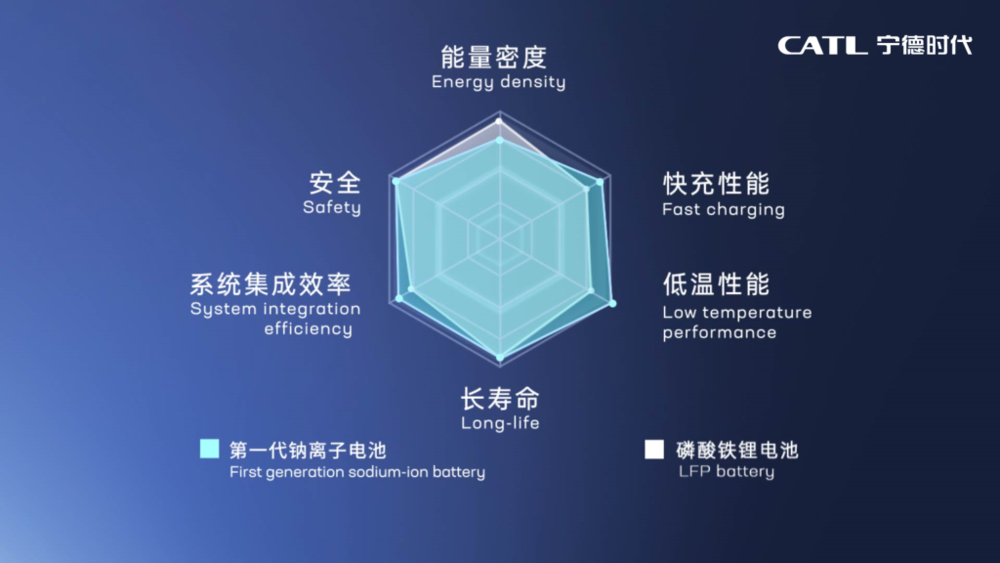 CATL 宁德时代
能量密度
Energy density
安全
Safety
快充性能
Fast charging
系统集成效率
System integration
efficiency
低温性能
Low temperature
performance
长寿命
Long-life
第一代钠离子电池
First generation sodium-ion battery
磷酸铁锂电池
LFP battery